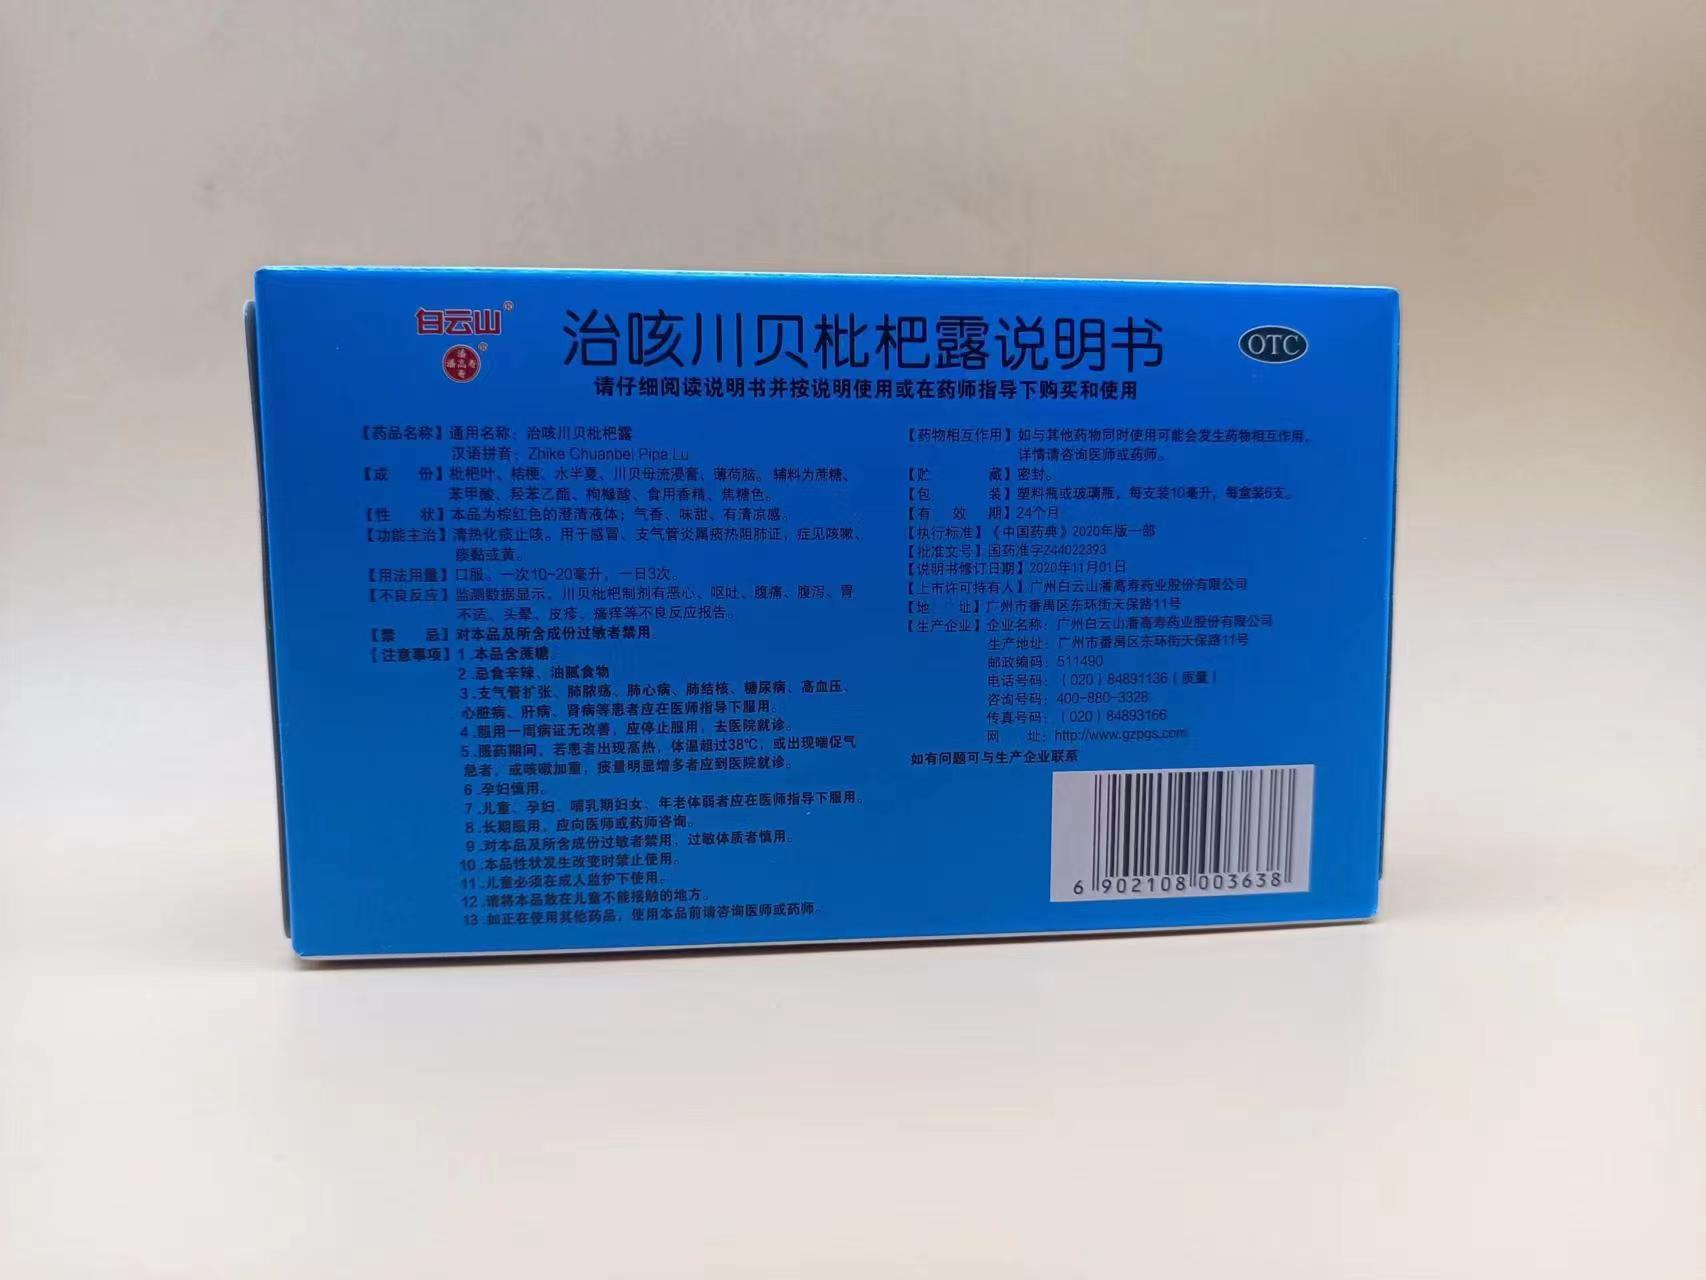 白云山
潘高寿
治咳川贝枇杷露说明书
OTC
请仔细阅读说明书并按说明使用或在药师指导下购买和使用
【药品名称】通用名称：治咳川贝枇杷露
汉语拼音：Zhike Chuanbei Pipa Lu
【成 份】枇杷叶、桔梗、水半夏、川贝母流浸膏、薄荷脑。辅料为蔗糖、
苯甲酸、羟苯乙酯、枸橼酸、食用香精、焦糖色。
【性 状】本品为棕红色的澄清液体；气香、味甜、有清凉感。
【功能主治】清热化痰止咳。用于感冒、支气管炎属痰热阻肺证，症见咳嗽、
痰黏或黄。
【用法用量】口服。一次10~20毫升，一日3次。
【不良反应】监测数据显示，川贝枇杷制剂有恶心、呕吐、腹痛、腹泻、胃
不适、头晕、皮疹、瘙痒等不良反应报告。
【禁 忌】对本品及所含成份过敏者禁用。
【注意事项】1.本品含蔗糖。
2.忌食辛辣、油腻食物
3.支气管扩张、肺脓疡、肺心病、肺结核、糖尿病、高血压、
心脏病、肝病、肾病等患者应在医师指导下服用。
4.服用一周病证无改善，应停止服用，去医院就诊。
5.服药期间，若患者出现高热，体温超过38℃，或出现喘促气
急者，或咳嗽加重，痰量明显增多者应到医院就诊。
6.孕妇慎用。
7.儿童、孕妇、哺乳期妇女、年老体弱者应在医师指导下服用。
8.长期服用，应向医师或药师咨询。
9.对本品及所含成份过敏者禁用，过敏体质者慎用。
10.本品性状发生改变时禁止使用。
11.儿童必须在成人监护下使用。
12.请将本品放在儿童不能接触的地方。
13.如正在使用其他药品，使用本品前请咨询医师或药师
【药物相互作用】如与其他药物同时使用可能会发生药物相互作用，
详情请咨询医师或药师。
【贮 藏】密封。
【包 装】塑料瓶或玻璃瓶，每支装10毫升，每盒装6支。
【有 效 期】24个月
【执行标准】《中国药典》2020年版一部
【批准文号】国药准字Z44022393
【说明书修订日期】2020年11月01日
【上市许可持有人】广州白云山潘高寿药业股份有限公司
【地 址】广州市番禺区东环街天保路11号
【生产企业】企业名称：广州白云山潘高寿药业股份有限公司
生产地址：广州市番禺区东环街天保路11号
邮政编码：511490
电话号码：（020）84891136（质量）
咨询号码：400-880-3328
传真号码：（020）84893166
网 址：http://www.gzpgs.com
如有问题可与生产企业联系
6 902108 003638